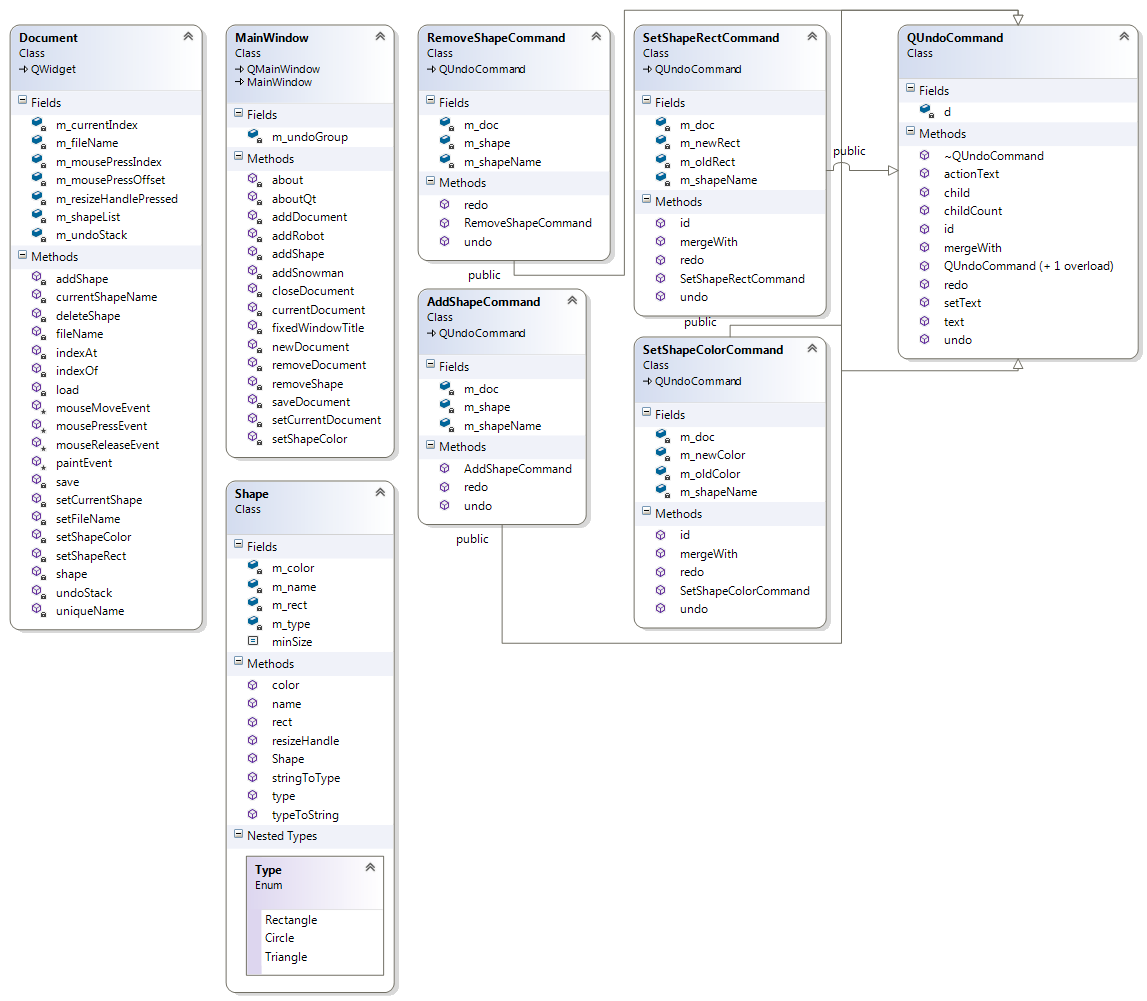 Document
Class
QWidget
Fields
m_currentIndex
m_fileName
m_mousePressIndex
m_mousePressOffset
m_resizeHandlePressed
m_shapeList
m_undoStack
Methods
addShape
currentShapeName
deleteShape
fileName
indexAt
indexOf
load
mouseMoveEvent
mousePressEvent
mouseReleaseEvent
paintEvent
save
setCurrentShape
setFileName
setShapeColor
setShapeRect
shape
undoStack
uniqueName
MainWindow
Class
QMainWindow
MainWindow
Fields
m_undoGroup
Methods
about
aboutQt
addDocument
addRobot
addShape
addSnowman
closeDocument
currentDocument
fixedWindowTitle
newDocument
removeDocument
removeShape
saveDocument
setCurrentDocument
setShapeColor
Shape
Class
Fields
m_color
m_name
m_rect
m_type
minSize
Methods
color
name
rect
resizeHandle
Shape
stringToType
type
typeToString
Nested Types
Type
Enum
Rectangle
Circle
Triangle
RemoveShapeCommand
Class
QUndoCommand
Fields
m_doc
m_shape
m_shapeName
Methods
redo
RemoveShapeCommand
undo
public
AddShapeCommand
Class
QUndoCommand
Fields
m_doc
m_shape
m_shapeName
Methods
AddShapeCommand
redo
undo
public
SetShapeRectCommand
Class
QUndoCommand
Fields
m_doc
m_newRect
m_oldRect
m_shapeName
Methods
id
mergeWith
redo
SetShapeRectCommand
undo
public
public
SetShapeColorCommand
Class
QUndoCommand
Fields
m_doc
m_newColor
m_oldColor
m_shapeName
Methods
id
mergeWith
redo
SetShapeColorCommand
undo
QUndoCommand
Class
Fields
d
Methods
~QUndoCommand
actionText
child
childCount
id
mergeWith
QUndoCommand (+ 1 overload)
redo
setText
text
undo